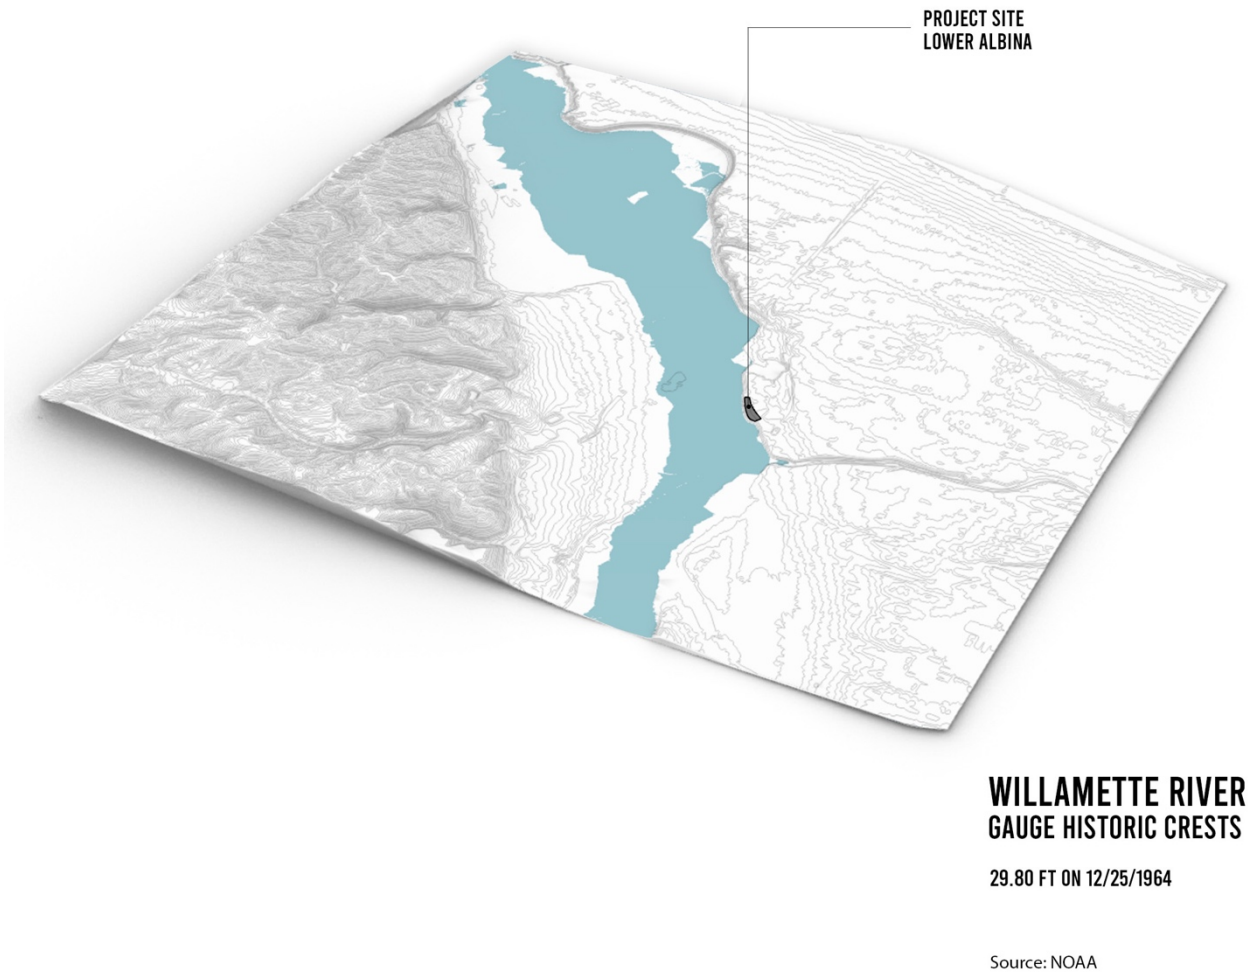 PROJECT SITE
LOWER ALBINA
WILLAMETTE RIVER
GAUGE HISTORIC CRESTS
29.80 FT ON 12/25/1964
Source: NOAA